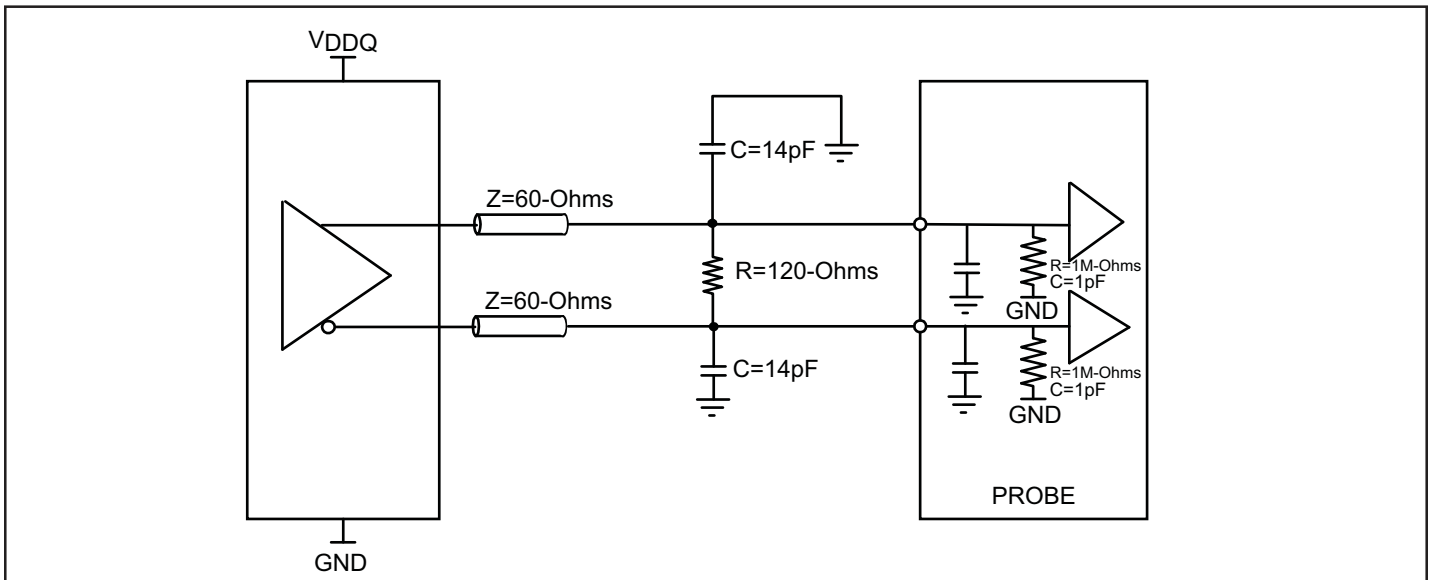 VDDQ
C=14pF
Z=60-Ohms
R=120-Ohms
R=1M-Ohms
C=1pF
GND
Z=60-Ohms
C=14pF
R=1M-Ohms
C=1pF
GND
PROBE
GND